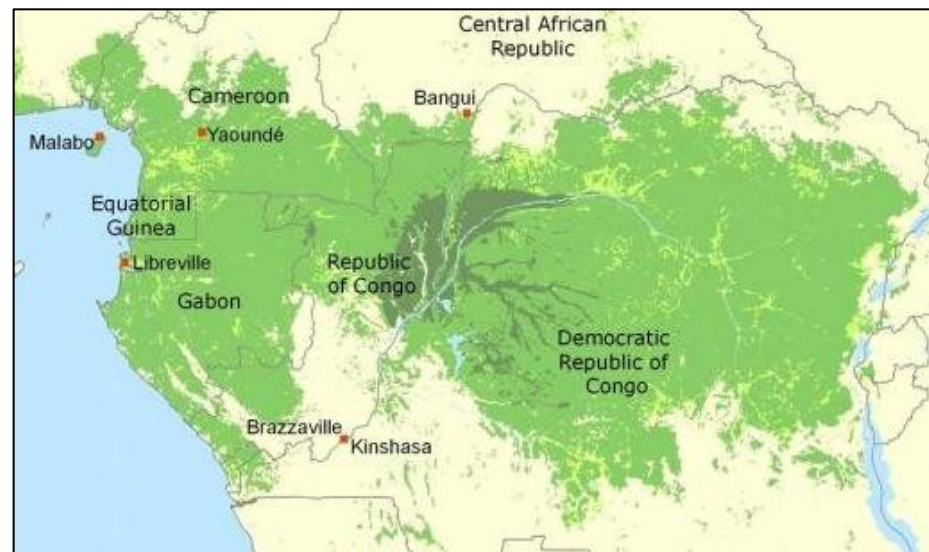 Central African
Republic
Cameroon
Bangui
Malabo
Yaoundé
Equatorial
Guinea
Libreville
Republic
of Congo
Gabon
Democratic
Republic of
Congo
Brazzaville
Kinshasa